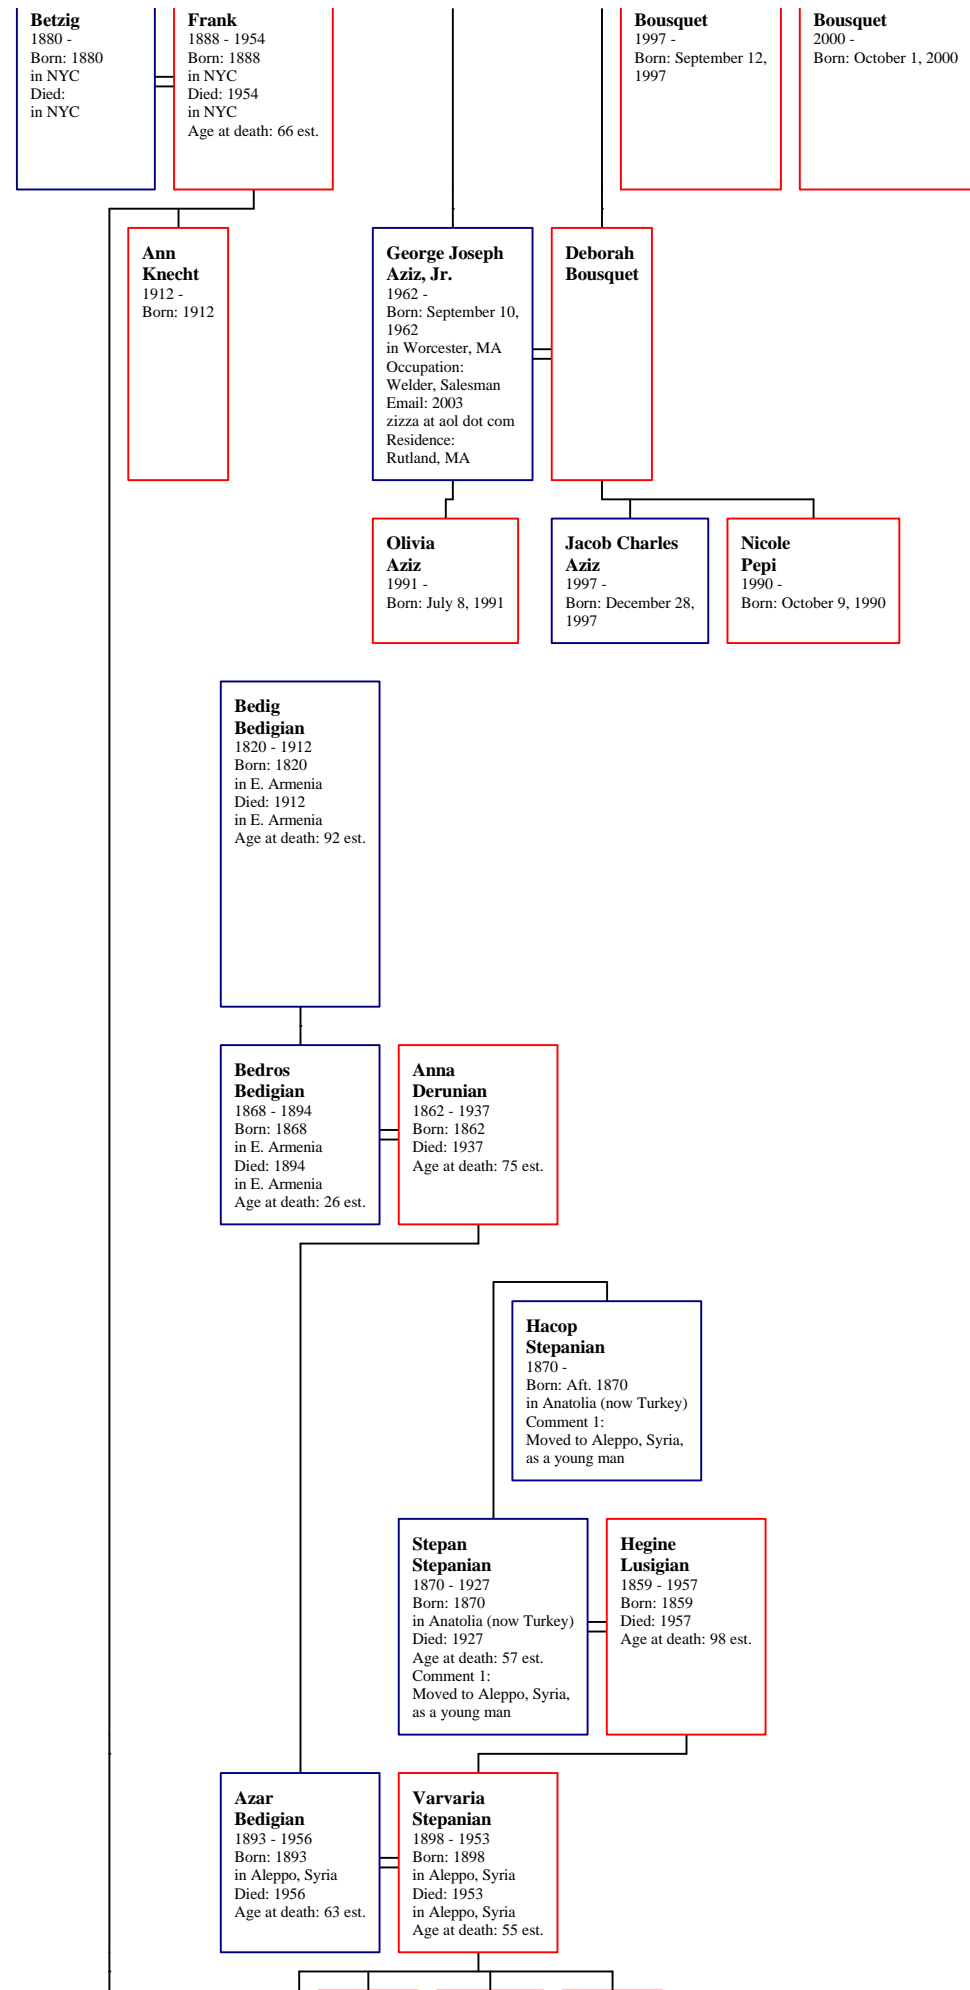 Betzig
1880 -
Born: 1880
in NYC
Died:
in NYC
Frank
1888 - 1954
Born: 1888
in NYC
Died: 1954
in NYC
Age at death: 66 est.
Bousquet
1997 -
Born: September 12,
1997
Bousquet
2000 -
Born: October 1, 2000
Ann
Knecht
1912 -
Born: 1912
George Joseph
Aziz, Jr.
1962 -
Born: September 10,
1962
in Worcester, MA
Occupation:
Welder, Salesman
Email: 2003
zizza at aol dot com
Residence:
Rutland, MA
Deborah
Bousquet
Olivia
Aziz
1991 -
Born: July 8, 1991
Jacob Charles
Aziz
1997 -
Born: December 28,
1997
Nicole
Pepi
1990 -
Born: October 9, 1990
Bedig
Bedigian
1820 - 1912
Born: 1820
in E. Armenia
Died: 1912
in E. Armenia
Age at death: 92 est.
Bedros
Bedigian
1868 - 1894
Born: 1868
in E. Armenia
Died: 1894
in E. Armenia
Age at death: 26 est.
Anna
Derunian
1862 - 1937
Born: 1862
Died: 1937
Age at death: 75 est.
Hacop
Stepanian
1870 -
Born: Aft. 1870
in Anatolia (now Turkey)
Comment 1:
Moved to Aleppo, Syria,
as a young man
Stepan
Stepanian
1870 - 1927
Born: 1870
in Anatolia (now Turkey)
Died: 1927
Age at death: 57 est.
Comment 1:
Moved to Aleppo, Syria,
as a young man
Hegine
Lusigian
1859 - 1957
Born: 1859
Died: 1957
Age at death: 98 est.
Azar
Bedigian
1893 - 1956
Born: 1893
in Aleppo, Syria
Died: 1956
Age at death: 63 est.
Varvaria
Stepanian
1898 - 1953
Born: 1898
in Aleppo, Syria
Died: 1953
in Aleppo, Syria
Age at death: 55 est.